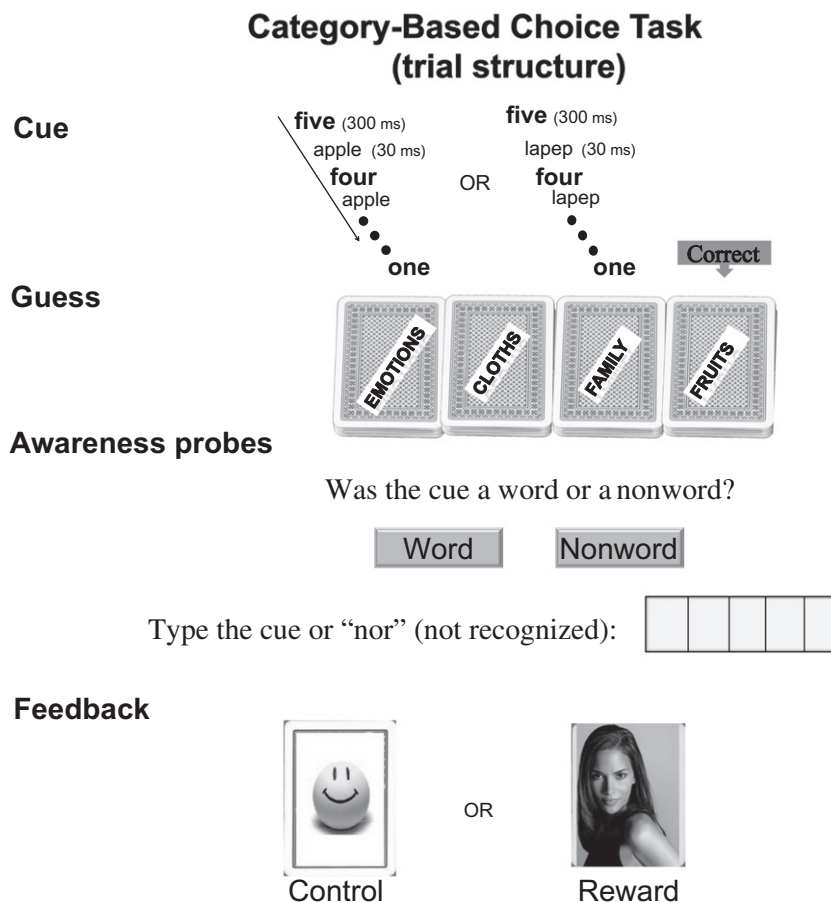 Category-Based Choice Task
(trial structure)
Cue
five (300 ms)
apple (30 ms)
four
apple
one
OR
five (300 ms)
lapep (30 ms)
four
lapep
one
Correct
Guess
EMOTIONS
CLOTHS
FAMILY
FRUITS
Awareness probes
Was the cue a word or a nonword?
Word Nonword
Type the cue or “nor” (not recognized):
Feedback
OR
Control Reward